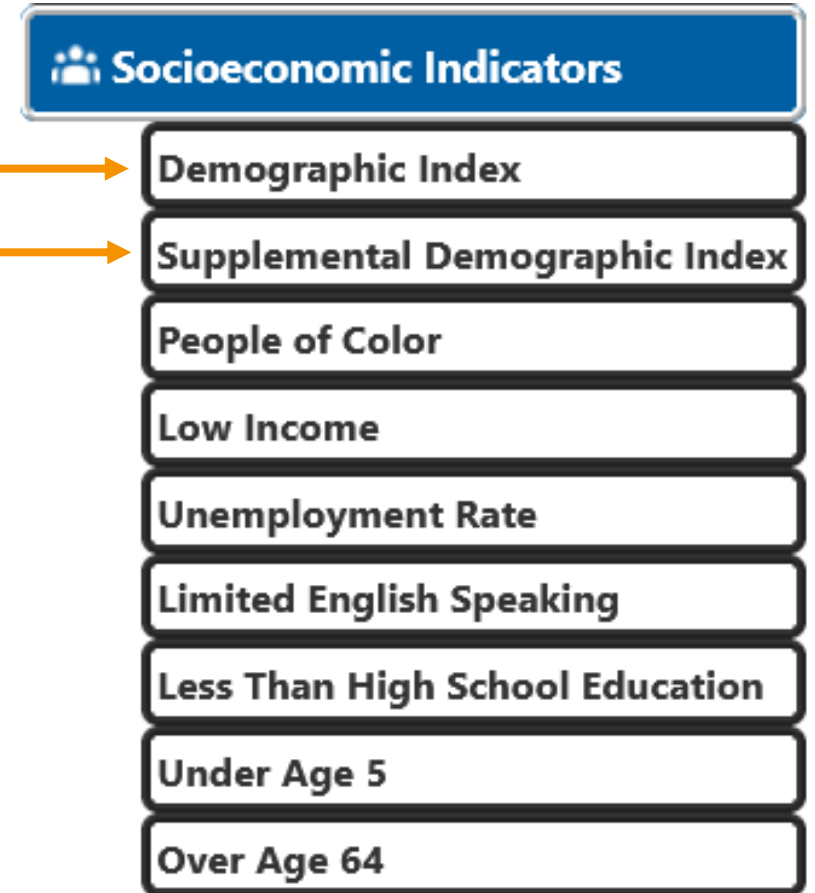 Socioeconomic Indicators
Demographic Index
Supplemental Demographic Index
People of Color
Low Income
Unemployment Rate
Limited English Speaking
Less Than High School Education
Under Age 5
Over Age 64